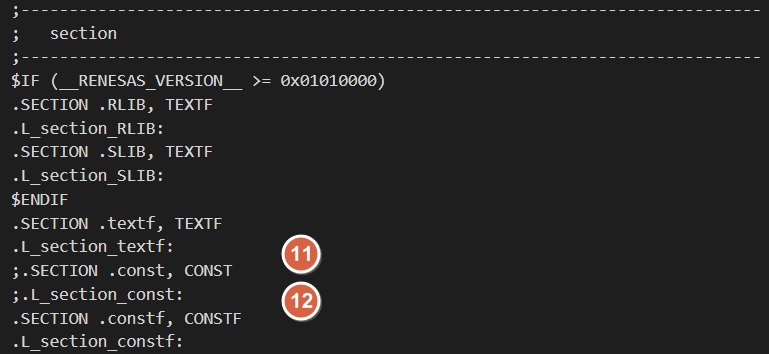 ;-----------------------------------------------------------------------------
;   section
;-----------------------------------------------------------------------------
$IF (__RENESAS_VERSION__ >= 0x01010000)
.SECTION .RLIB, TEXTF
.L_section_RLIB:
.SECTION .SLIB, TEXTF
.L_section_SLIB:
$ENDIF
.SECTION .textf, TEXTF
.L_section_textf:
11
;.SECTION .const, CONST
;.L_section_const:
12
.SECTION .constf, CONSTF
.L_section_constf: